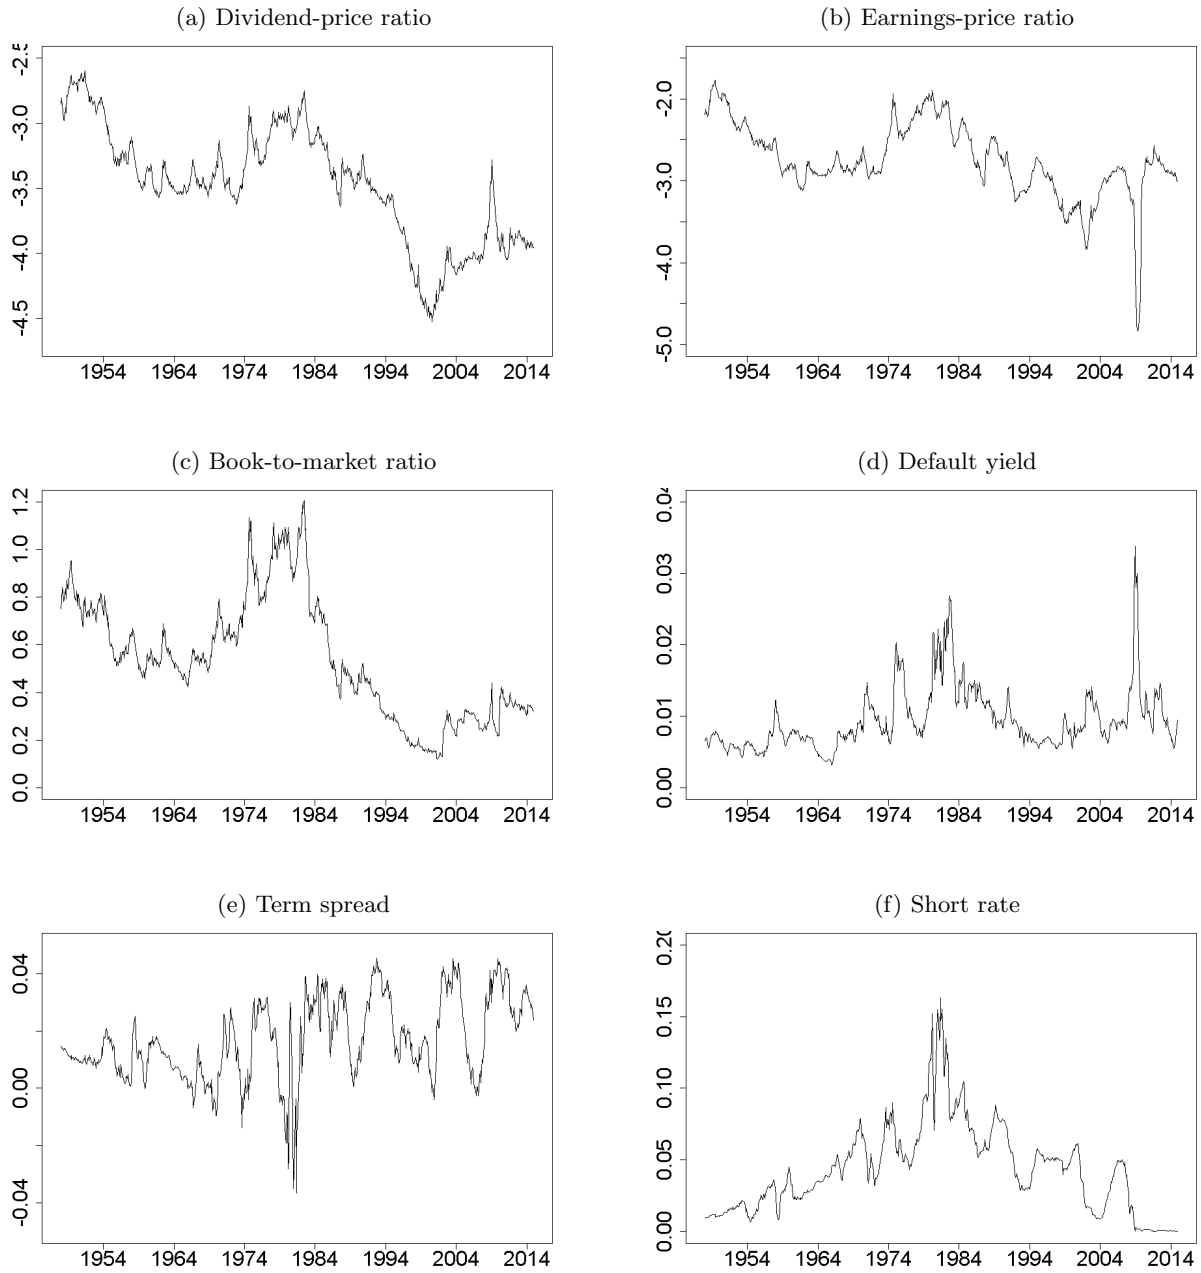 (a) Dividend-price ratio
-2.5
-3.0
-3.5
-4.0
-4.5
1954 1964 1974 1984 1994 2004 2014
(b) Earnings-price ratio
-2.0
-3.0
-4.0
-5.0
1954 1964 1974 1984 1994 2004 2014
(c) Book-to-market ratio
1.2
1.0
0.8
0.6
0.4
0.2
0.0
1954 1964 1974 1984 1994 2004 2014
(d) Default yield
0.04
0.03
0.02
0.01
0.00
1954 1964 1974 1984 1994 2004 2014
(e) Term spread
0.04
0.00
-0.04
1954 1964 1974 1984 1994 2004 2014
(f) Short rate
0.20
0.15
0.10
0.05
0.00
1954 1964 1974 1984 1994 2004 2014